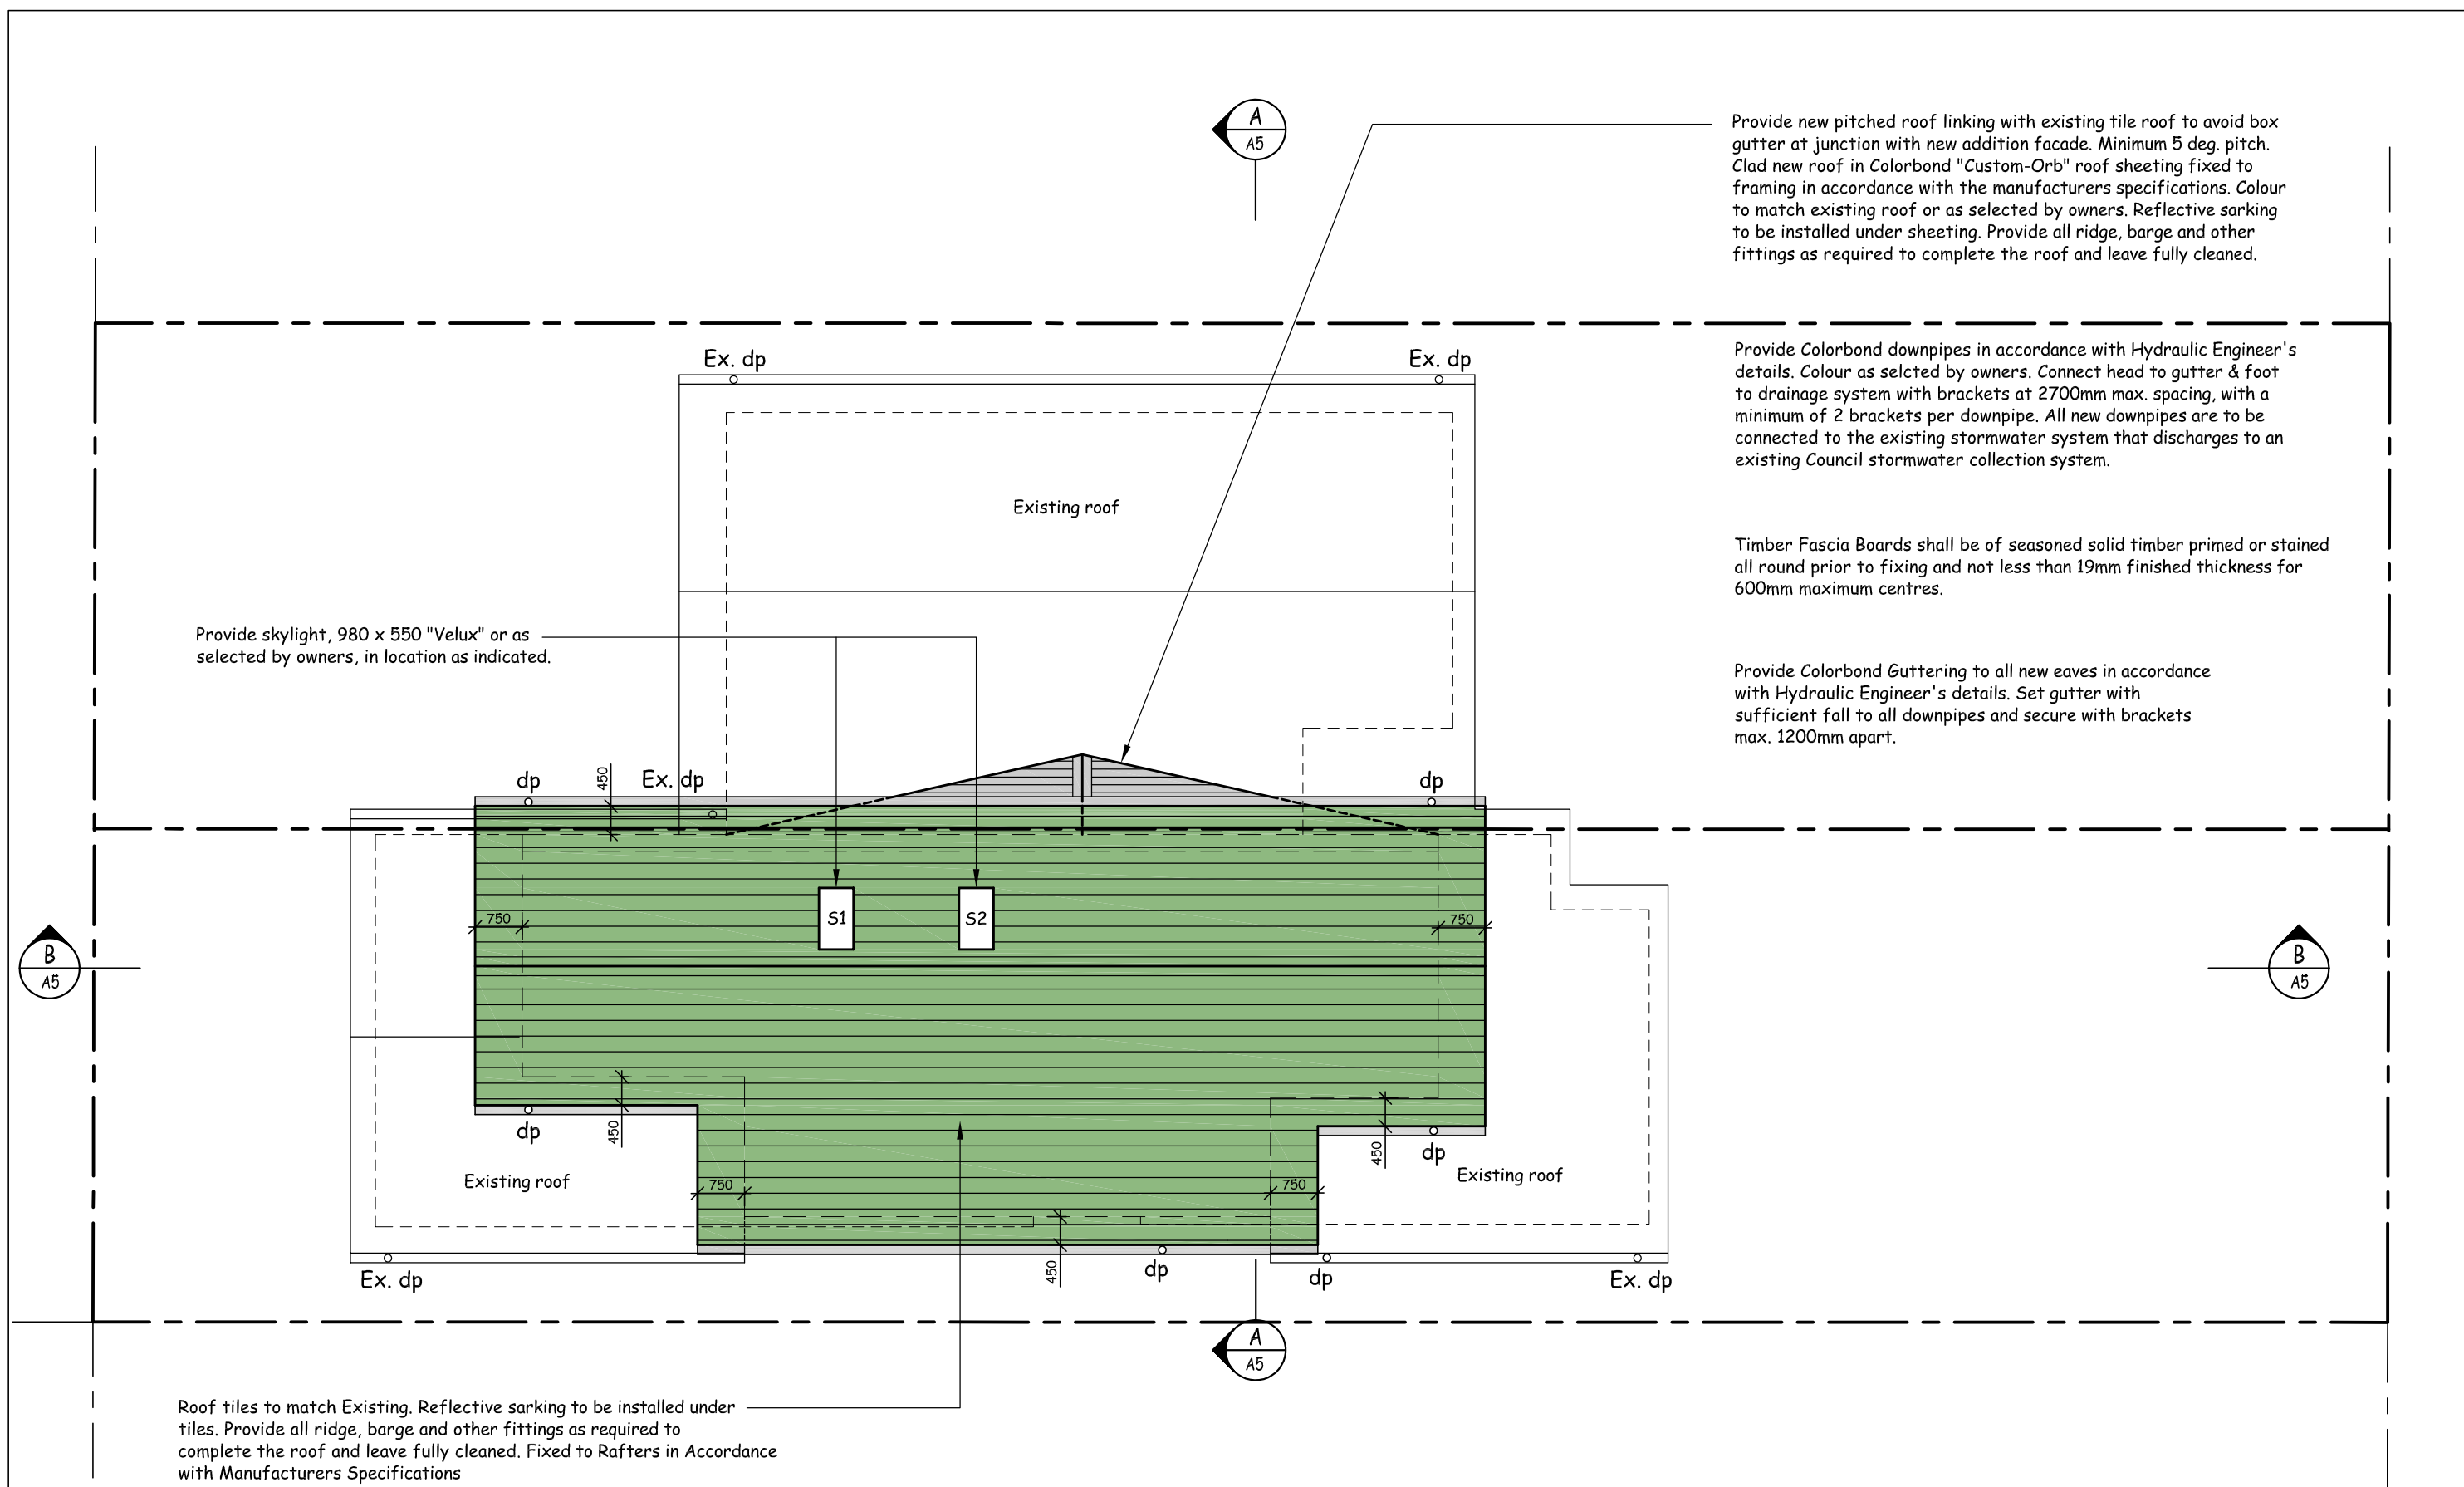 A
A5
Provide new pitched roof linking with existing tile roof to avoid box
gutter at junction with new addition facade. Minimum 5 deg. pitch.
Clad new roof in Colorbond "Custom-Orb" roof sheeting fixed to
framing in accordance with the manufacturers specifications. Colour
to match existing roof or as selected by owners. Reflective sarking
to be installed under sheeting. Provide all ridge, barge and other
fittings as required to complete the roof and leave fully cleaned.
Ex. dp
Ex. dp
Provide Colorbond downpipes in accordance with Hydraulic Engineer's
details. Colour as selcted by owners. Connect head to gutter & foot
to drainage system with brackets at 2700mm max. spacing, with a
minimum of 2 brackets per downpipe. All new downpipes are to be
connected to the existing stormwater system that discharges to an
existing Council stormwater collection system.
Existing roof
Timber Fascia Boards shall be of seasoned solid timber primed or stained
all round prior to fixing and not less than 19mm finished thickness for
600mm maximum centres.
Provide skylight, 980 x 550 "Velux" or as
selected by owners, in location as indicated.
Provide Colorbond Guttering to all new eaves in accordance
with Hydraulic Engineer's details. Set gutter with
sufficient fall to all downpipes and secure with brackets
max. 1200mm apart.
dp
450
Ex. dp
dp
750
S1
S2
750
B
A5
B
A5
dp
450
450
dp
Existing roof
Existing roof
750
750
Ex. dp
450
dp
dp
Ex. dp
A
A5
Roof tiles to match Existing. Reflective sarking to be installed under
tiles. Provide all ridge, barge and other fittings as required to
complete the roof and leave fully cleaned. Fixed to Rafters in Accordance
with Manufacturers Specifications